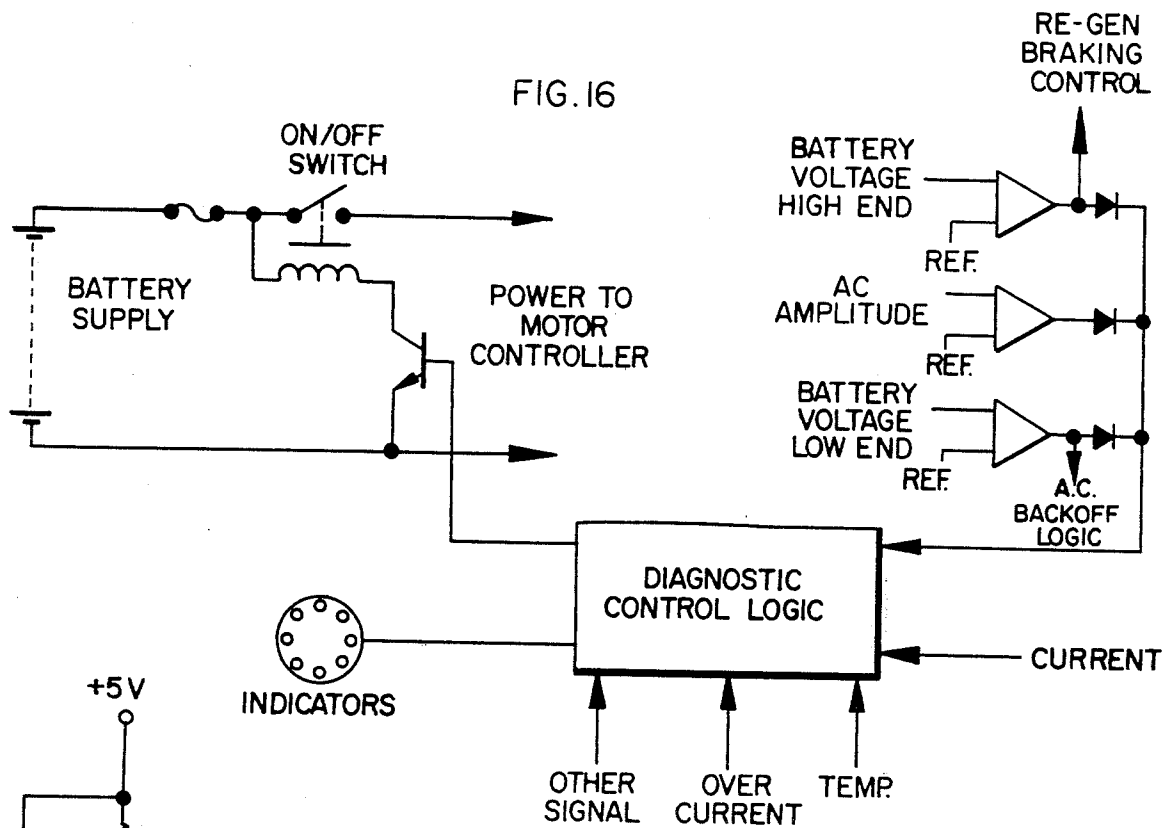 FIG.16
RE-GEN
BRAKING
CONTROL
ON/OFF
SWITCH
BATTERY
VOLTAGE
HIGH END
REF.
BATTERY
SUPPLY
POWER TO
MOTOR
CONTROLLER
AC
AMPLITUDE
REF.
BATTERY
VOLTAGE
LOW END
REF.
A.C.
BACKOFF
LOGIC
DIAGNOSTIC
CONTROL LOGIC
CURRENT
INDICATORS
+5V
OTHER
SIGNAL
OVER
CURRENT
TEMP.